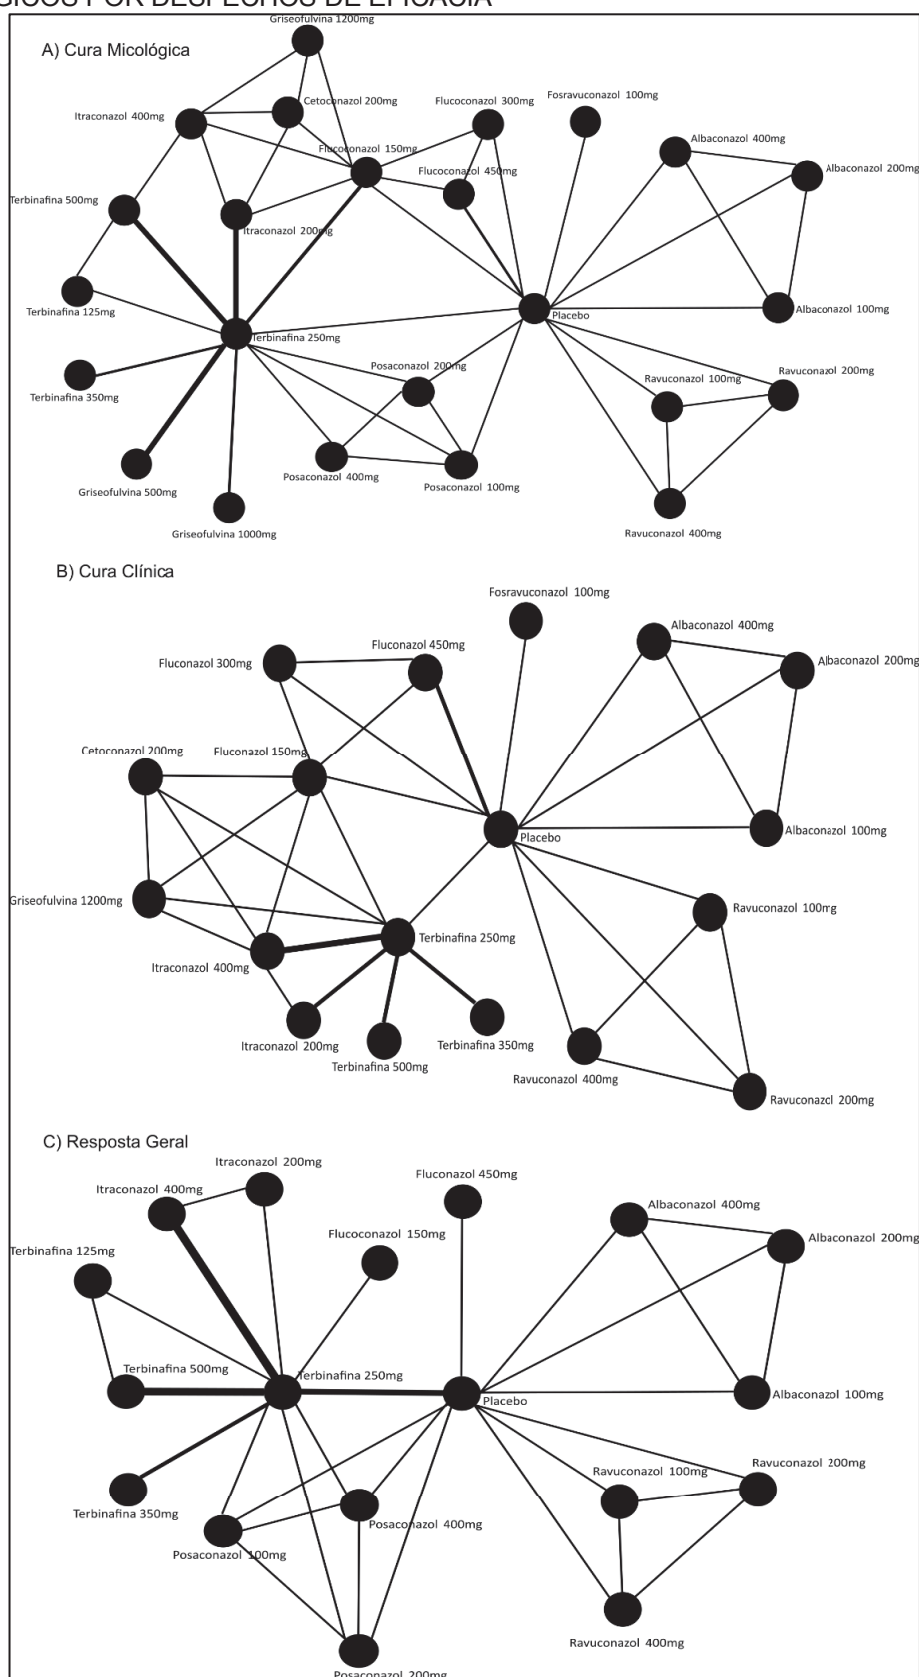 GICOS POR DESFECHOS DE EFICÁCIA
Griseofulvina 1200mg
A) Cura Micológica
Cetoconazol 200mg
Flucoconazol 300mg
Fosravuconazol 100mg
Itraconazol 400mg
Flucoconazol 150mg
Albaconazol 400mg
Flucoconazol 450mg
Albaconazol 200mg
Terbinafina 500mg
Itraconazol 200mg
Terbinafina 125mg
Placebo
Albaconazol 100mg
Terbinafina 250mg
Posaconazol 200mg
Ravuconazol 100mg
Ravuconazol 200mg
Terbinafina 350mg
Posaconazol 400mg
Posaconazol 100mg
Griseofulvina 500mg
Griseofulvina 1000mg
Ravuconazol 400mg
B) Cura Clínica
Fosravuconazol 100mg
Fluconazol 300mg
Fluconazol 450mg
Albaconazol 400mg
Albaconazol 200mg
Cetoconazol 200mg
Fluconazol 150mg
Placebo
Albaconazol 100mg
Griseofulvina 1200mg
Ravuconazol 100mg
Terbinafina 250mg
Itraconazol 400mg
Itraconazol 200mg
Terbinafina 500mg
Terbinafina 350mg
Ravuconazol 400mg
Ravuconazol 200mg
C) Resposta Geral
Itraconazol 200mg
Itraconazol 400mg
Fluconazol 450mg
Albaconazol 400mg
Terbinafina 125mg
Flucoconazol 150mg
Albaconazol 200mg
Terbinafina 500mg
Terbinafina 250mg
Placebo
Albaconazol 100mg
Ravuconazol 100mg
Ravuconazol 200mg
Terbinafina 350mg
Posaconazol 400mg
Posaconazol 100mg
Ravuconazol 400mg
Posaconazol 200mg